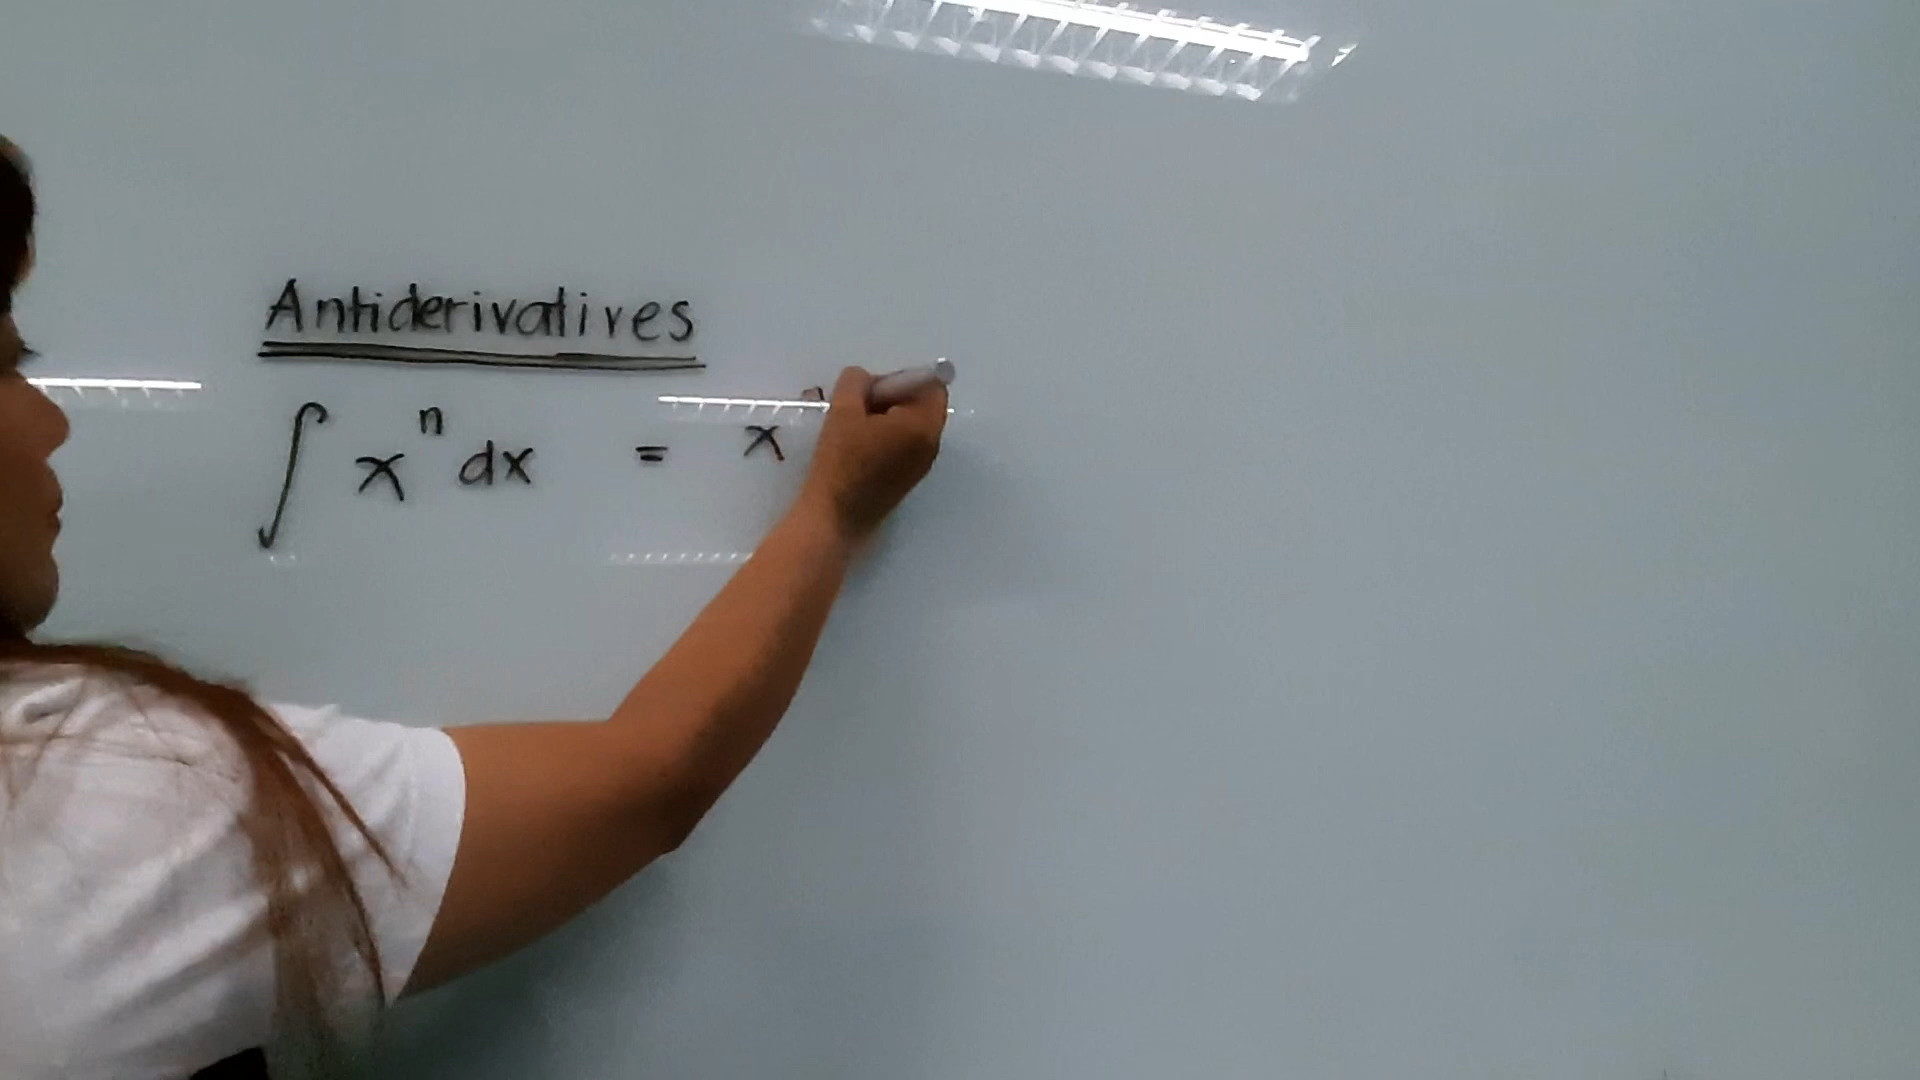 Antiderivatives
∫ xⁿ dx = x